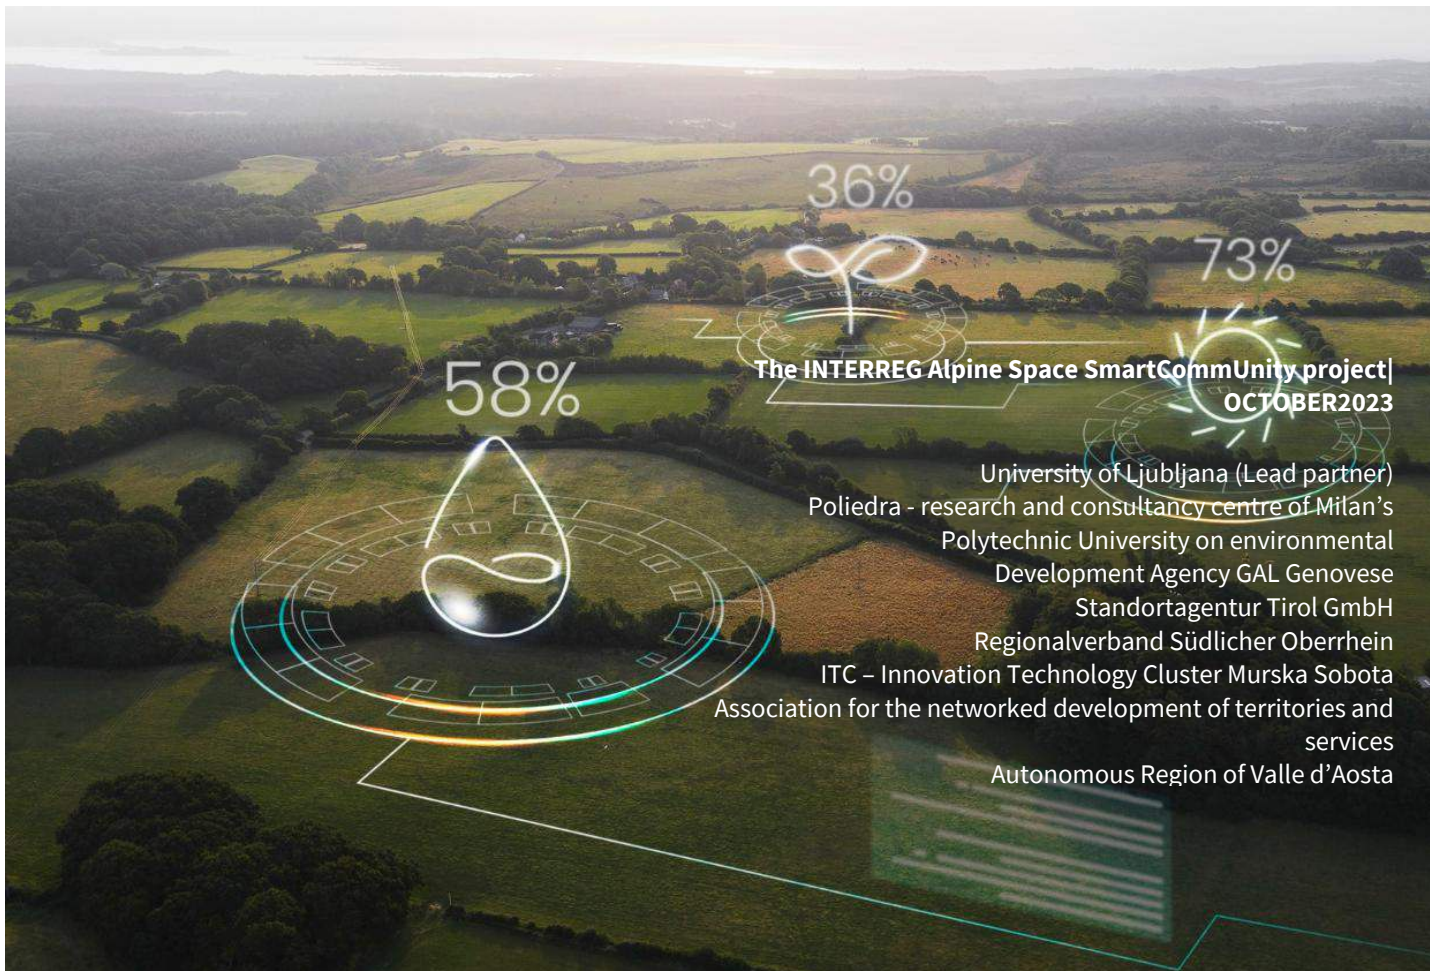 36%
73%
58%
The INTERREG Alpine Space SmartCommUnity project|
OCTOBER2023
University of Ljubljana (Lead partner)
Poliedra - research and consultancy centre of Milan’s
Polytechnic University on environmental
Development Agency GAL Genovese
Standortagentur Tirol GmbH
Regionalverband Südlicher Oberrhein
ITC – Innovation Technology Cluster Murska Sobota
Association for the networked development of territories and
services
Autonomous Region of Valle d’Aosta